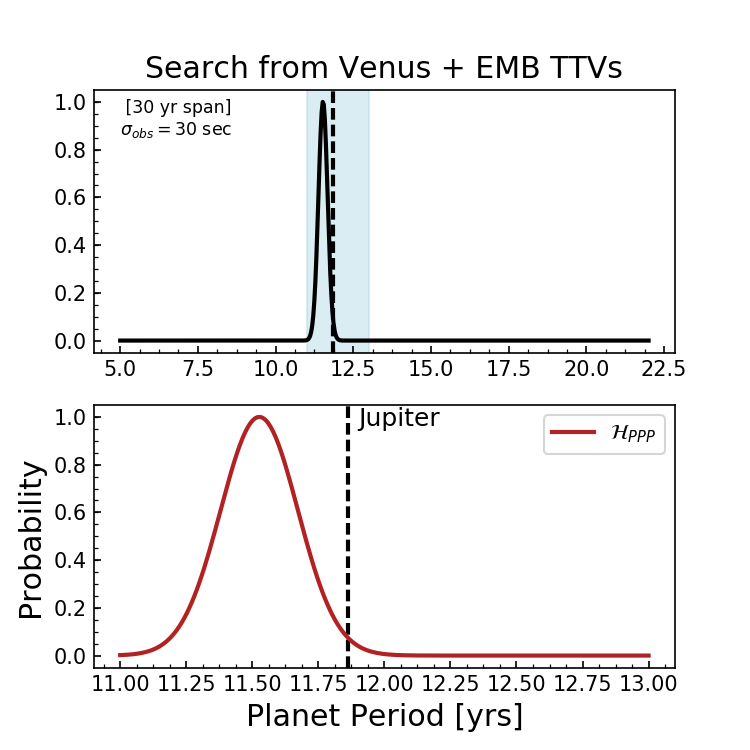 Search from Venus + EMB TTVs
[30 yr span]
σ_obs = 30 sec
1.0
0.8
0.6
0.4
0.2
0.0
5.0 7.5 10.0 12.5 15.0 17.5 20.0 22.5
Jupiter
ℋ_PPP
Probability
1.0
0.8
0.6
0.4
0.2
0.0
11.00 11.25 11.50 11.75 12.00 12.25 12.50 12.75 13.00
Planet Period [yrs]